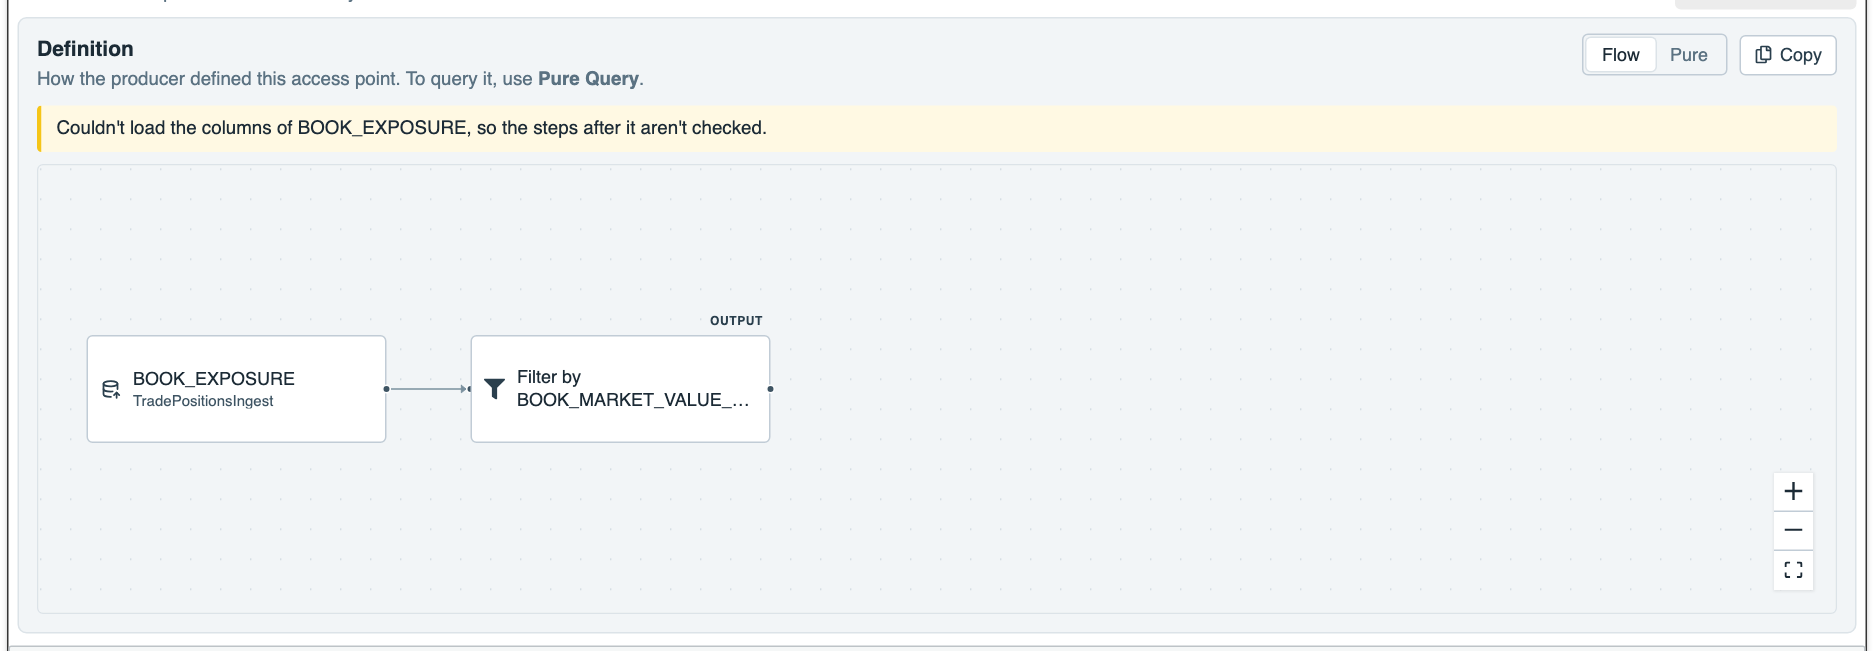 Definition
How the producer defined this access point. To query it, use Pure Query.
Flow
Pure
Copy
Couldn't load the columns of BOOK_EXPOSURE, so the steps after it aren't checked.
OUTPUT
BOOK_EXPOSURE
TradePositionsIngest
Filter by
BOOK_MARKET_VALUE_...